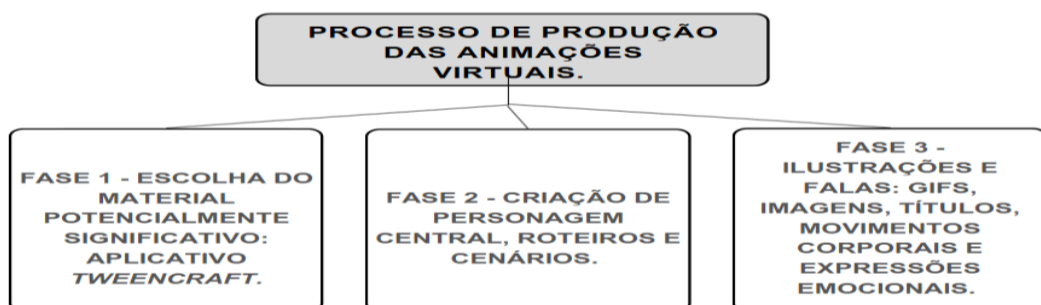 PROCESSO DE PRODUÇÃO
DAS ANIMAÇÕES
VIRTUAIS.
FASE 1 - ESCOLHA DO
MATERIAL
POTENCIALMENTE
SIGNIFICATIVO:
APLICATIVO
TWEENCRAFT.
FASE 2 - CRIAÇÃO DE
PERSONAGEM
CENTRAL, ROTEIROS E
CENÁRIOS.
FASE 3 -
ILUSTRAÇÕES E
FALAS: GIFS,
IMAGENS, TÍTULOS,
MOVIMENTOS
CORPORAIS E
EXPRESSÕES
EMOCIONAIS.